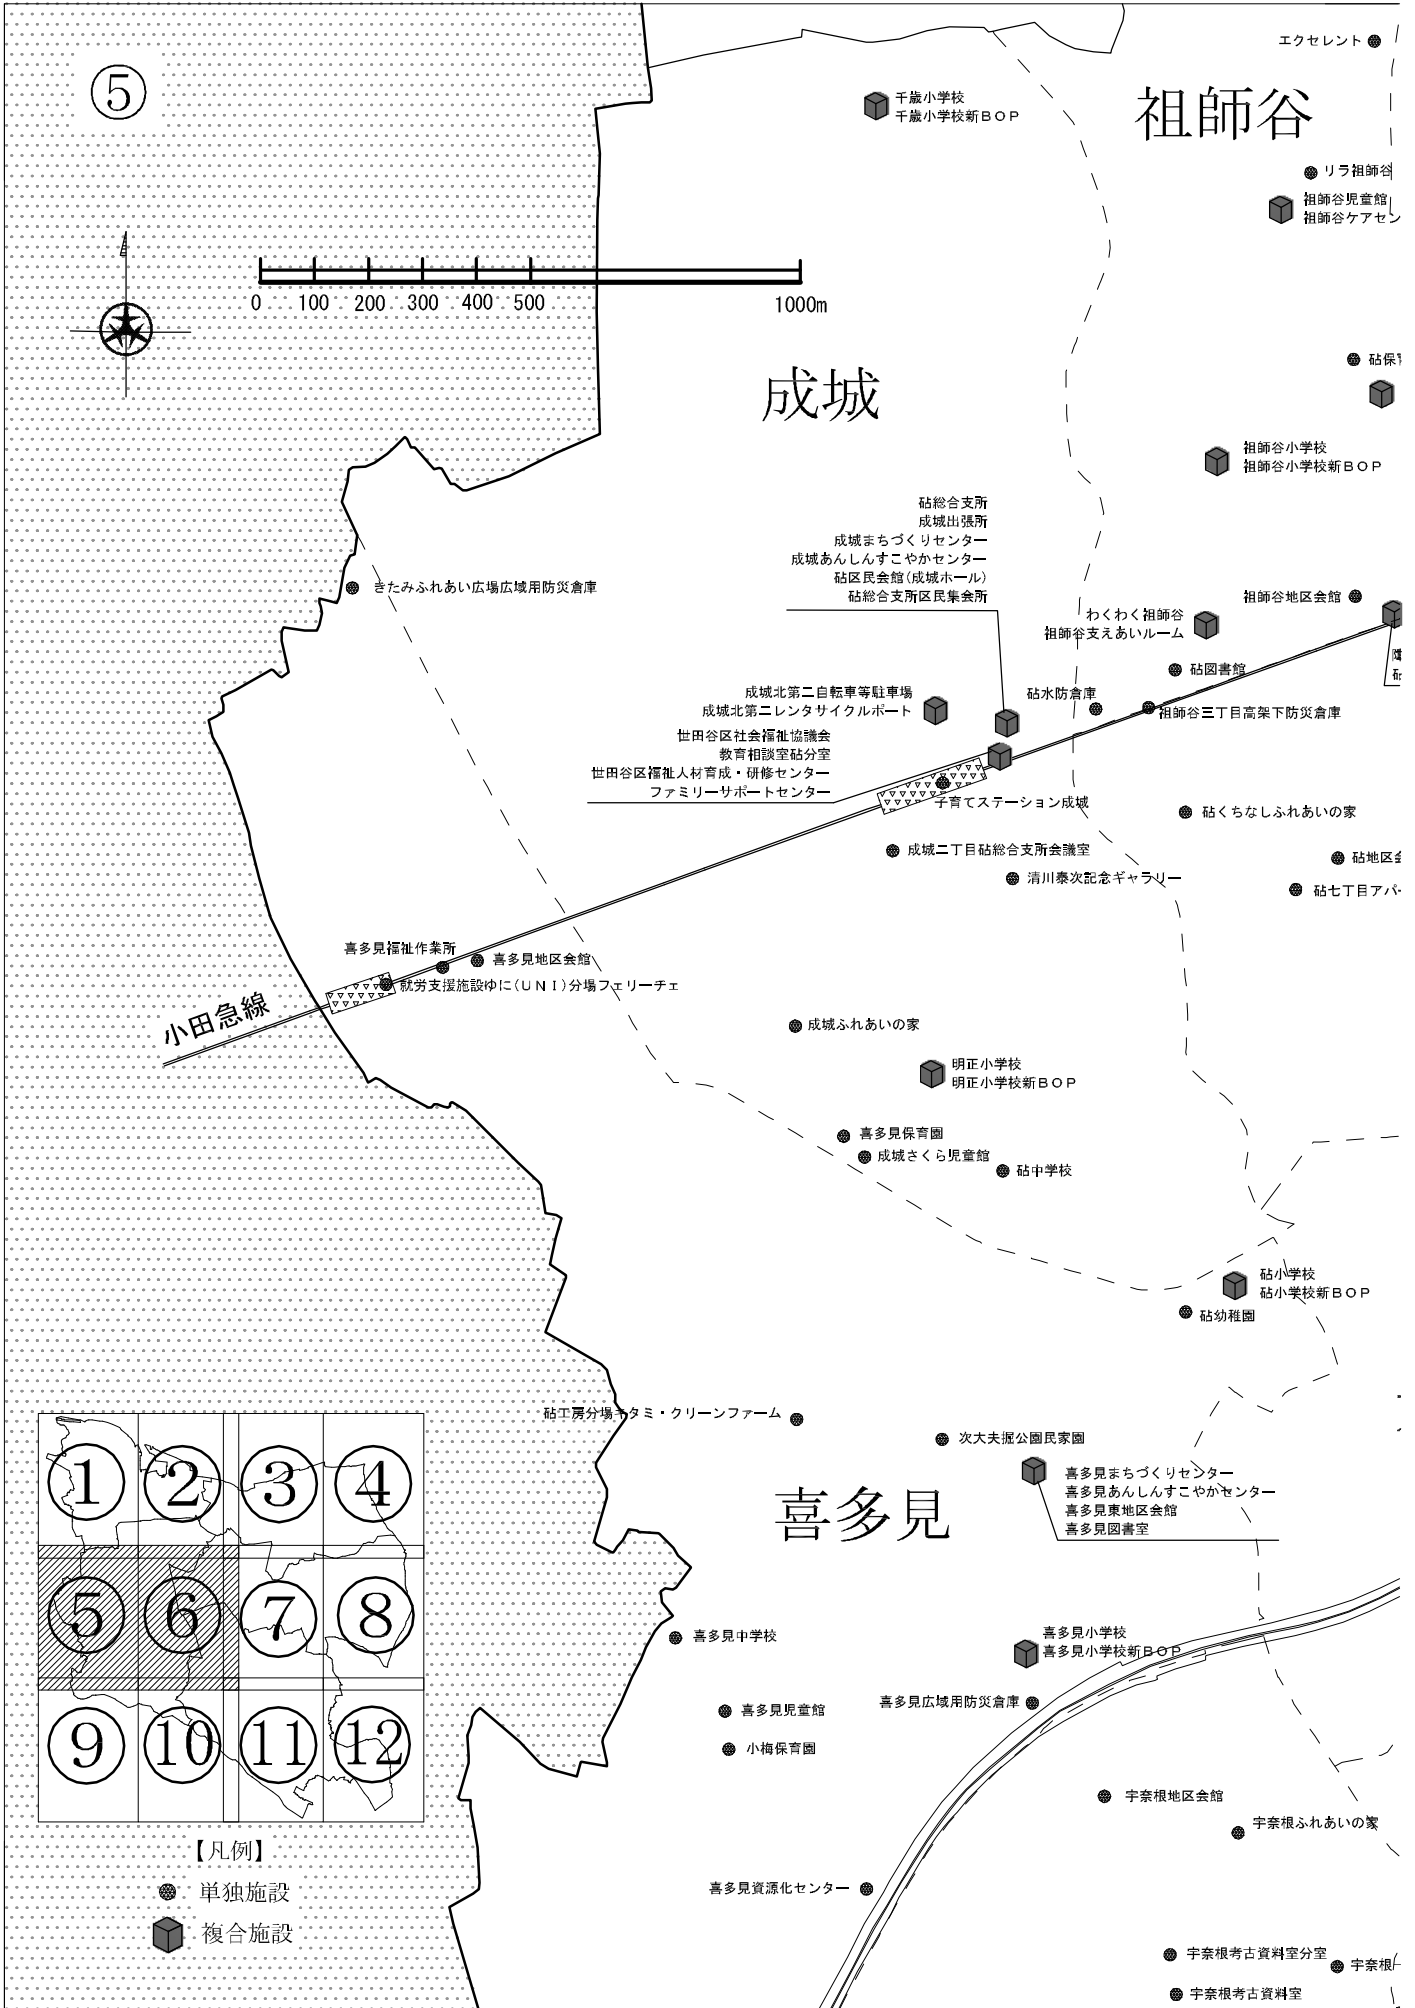 ⑤
エクセレント
千歳小学校
千歳小学校新ＢＯＰ
祖師谷
リラ祖師谷
祖師谷児童館
祖師谷ケアセン
0 100 200 300 400 500 1000m
成城
砧保
祖師谷小学校
祖師谷小学校新ＢＯＰ
砧総合支所
成城出張所
成城まちづくりセンター
成城あんしんすこやかセンター
砧区民会館(成城ホール)
砧総合支所区民集会所
きたみふれあい広場広域用防災倉庫
祖師谷地区会館
わくわく祖師谷
祖師谷支えあいルーム
砧図書館
成城北第二自転車等駐車場
成城北第二レンタサイクルポート
砧水防倉庫
祖師谷三丁目高架下防災倉庫
世田谷区社会福祉協議会
教育相談室砧分室
世田谷区福祉人材育成・研修センター
ファミリーサポートセンター
子育てステーション成城
砧くちなしふれあいの家
成城二丁目砧総合支所会議室
砧地区会
清川泰次記念ギャラリー
砧七丁目アパー
喜多見福祉作業所
喜多見地区会館
就労支援施設ゆに(ＵＮＩ)分場フェリーチェ
小田急線
成城ふれあいの家
明正小学校
明正小学校新ＢＯＰ
喜多見保育園
成城さくら児童館
砧中学校
砧小学校
砧小学校新ＢＯＰ
砧幼稚園
砧工房分場キタミ・クリーンファーム
次大夫掘公園民家園
喜多見まちづくりセンター
喜多見あんしんすこやかセンター
喜多見東地区会館
喜多見図書室
喜多見
① ② ③ ④
⑤ ⑥ ⑦ ⑧
⑨ ⑩ ⑪ ⑫
喜多見中学校
喜多見小学校
喜多見小学校新ＢＯＰ
喜多見児童館
喜多見広域用防災倉庫
小梅保育園
宇奈根地区会館
宇奈根ふれあいの家
【凡例】
単独施設
複合施設
喜多見資源化センター
宇奈根考古資料室分室
宇奈根
宇奈根考古資料室